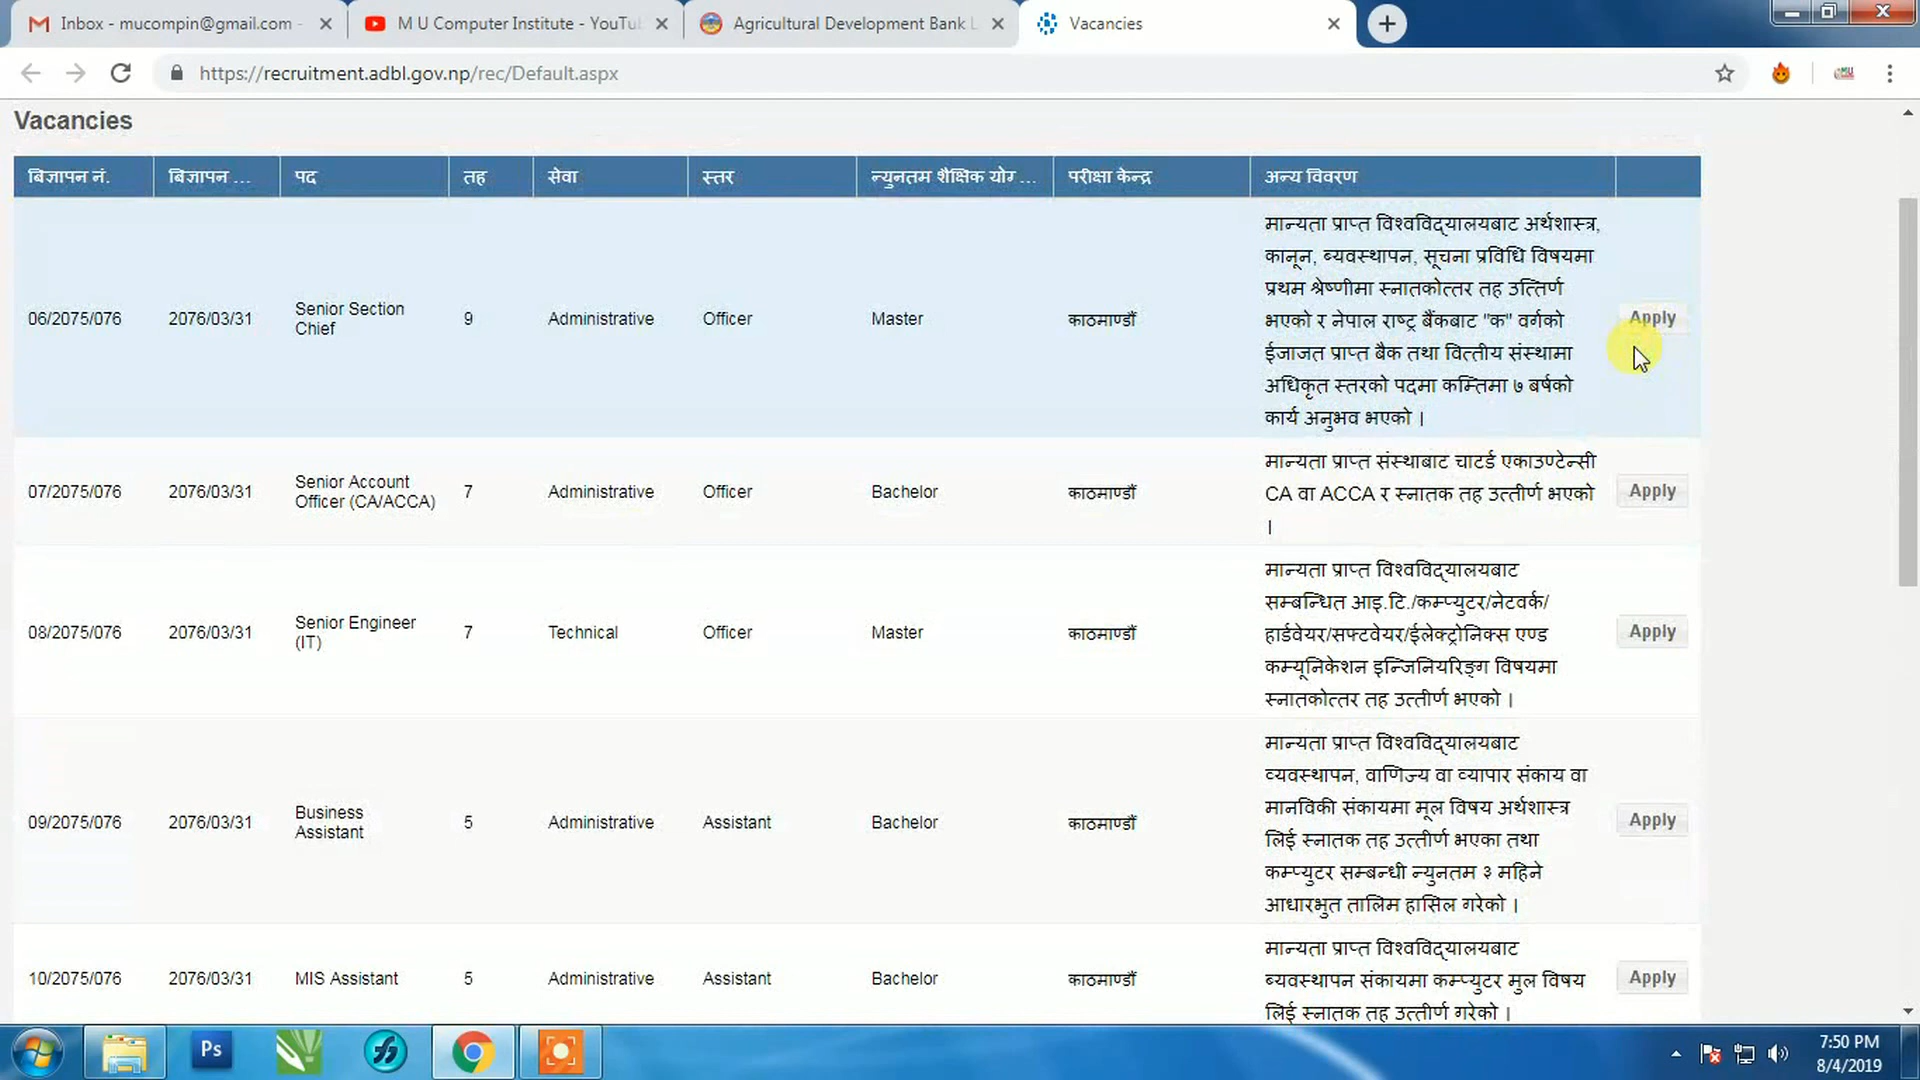 Inbox - mucompin@gmail.com -
M U Computer Institute - YouTu
Agricultural Development Bank L
Vacancies
https://recruitment.adbl.gov.np/rec/Default.aspx
Vacancies
बिज्ञापन नं.
बिज्ञापन ...
पद
तह
सेवा
स्तर
न्युनतम शैक्षिक योग ...
परीक्षा केन्द्र
अन्य विवरण
06/2075/076
2076/03/31
Senior Section
Chief
9
Administrative
Officer
Master
काठमाण्डौं
मान्यता प्राप्त विश्वविद्यालयबाट अर्थशास्त्र,
कानून, ब्यवस्थापन, सूचना प्रविधि विषयमा
प्रथम श्रेष्णीमा स्नातकोत्तर तह उत्तिर्ण
भएको र नेपाल राष्ट्र बैंकबाट "क" वर्गको
ईजाजत प्राप्त बैक तथा वित्तीय संस्थामा
अधिकृत स्तरको पदमा कम्तिमा ७ बर्षको
कार्य अनुभव भएको |
Apply
07/2075/076
2076/03/31
Senior Account
Officer (CA/ACCA)
7
Administrative
Officer
Bachelor
काठमाण्डौं
मान्यता प्राप्त संस्थाबाट चाटर्ड एकाउण्टेन्सी
CA वा ACCA र स्नातक तह उत्तीर्ण भएको
|
Apply
08/2075/076
2076/03/31
Senior Engineer
(IT)
7
Technical
Officer
Master
काठमाण्डौं
मान्यता प्राप्त विश्वविद्यालयबाट
सम्बन्धित आइ.टि./कम्प्युटर/नेटवर्क/
हार्डवेयर/सफ्टवेयर/ईलेक्ट्रोनिक्स एण्ड
कम्यूनिकेशन इन्जिनियरिङ्ग विषयमा
स्नातकोत्तर तह उत्तीर्ण भएको |
Apply
09/2075/076
2076/03/31
Business
Assistant
5
Administrative
Assistant
Bachelor
काठमाण्डौं
मान्यता प्राप्त विश्वविद्यालयबाट
व्यवस्थापन, वाणिज्य वा व्यापार संकाय वा
मानविकी संकायमा मूल विषय अर्थशास्त्र
लिई स्नातक तह उत्तीर्ण भएका तथा
कम्प्युटर सम्बन्धी न्युनतम ३ महिने
आधारभुत तालिम हासिल गरेको |
Apply
10/2075/076
2076/03/31
MIS Assistant
5
Administrative
Assistant
Bachelor
काठमाण्डौं
मान्यता प्राप्त विश्वविद्यालयबाट
ब्यवस्थापन संकायमा कम्प्युटर मुल विषय
लिई स्नातक तह उत्तीर्ण गरेको |
Apply
Ps
7:50 PM
8/4/2019